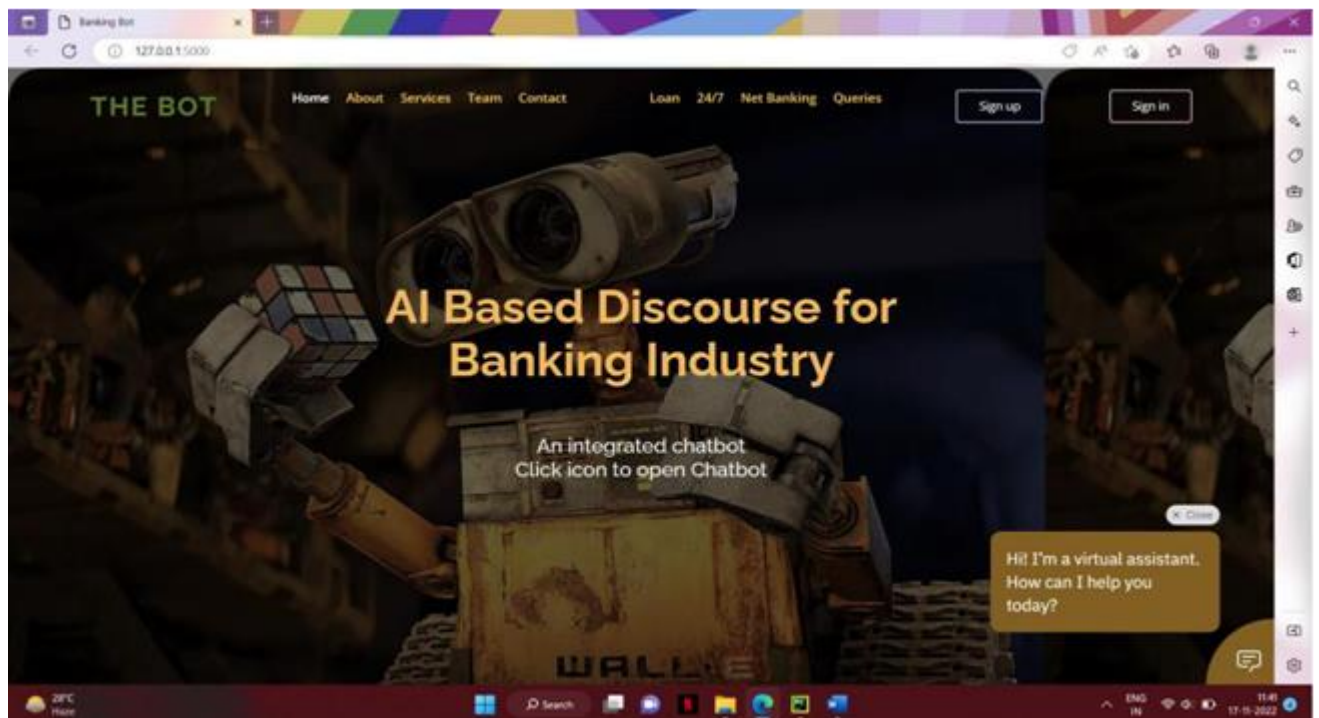 Banking Bot
127.0.0.1:5000
THE BOT
Home About Services Team Contact Loan 24/7 Net Banking Queries
Sign up
Sign in
AI Based Discourse for
Banking Industry
An integrated chatbot
Click icon to open Chatbot
× Close
Hi! I'm a virtual assistant.
How can I help you
today?
WALL·E
28°C
Haze
Search
ENG
IN
11:41
17-11-2022